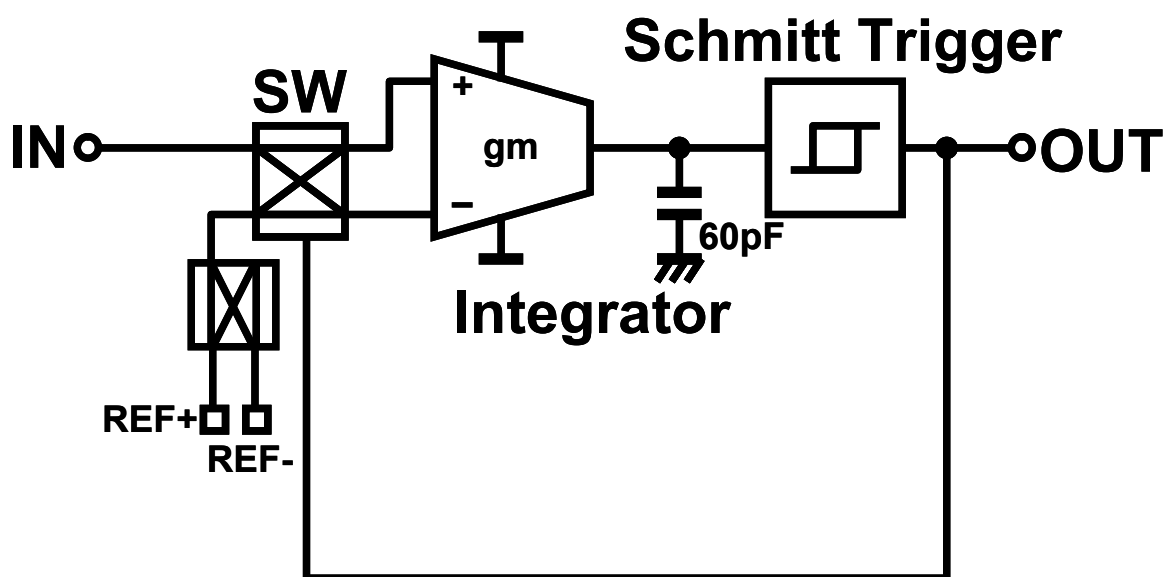 Schmitt Trigger
SW
IN
+
gm
−
OUT
60pF
Integrator
REF+
REF-